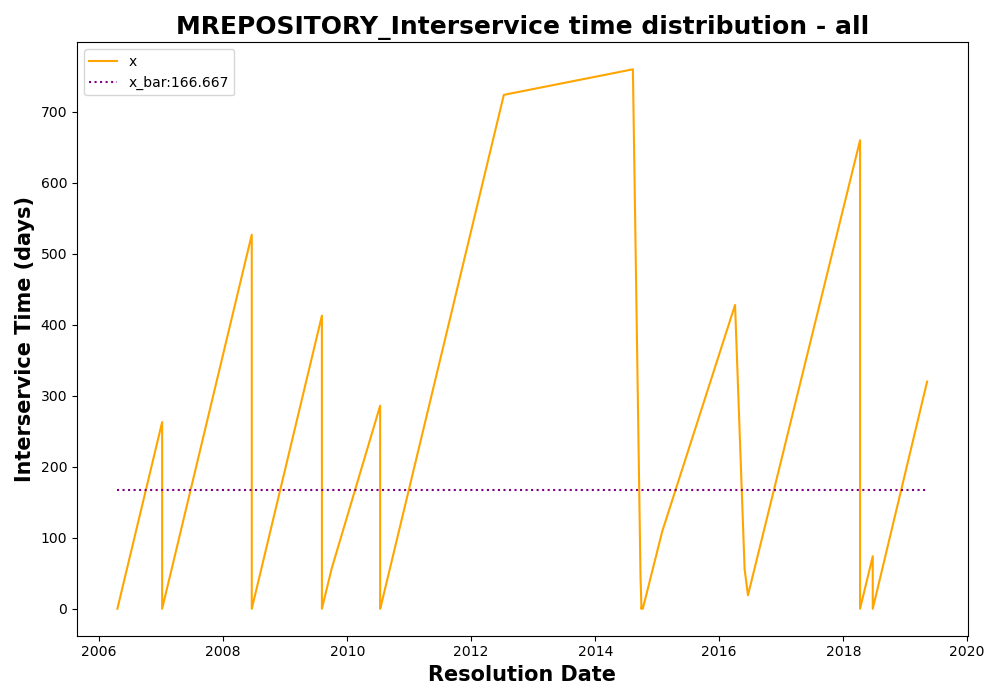 MREPOSITORY_Interservice time distribution - all
x
x_bar:166.667
Interservice Time (days)
700
600
500
400
300
200
100
0
2006 2008 2010 2012 2014 2016 2018 2020
Resolution Date